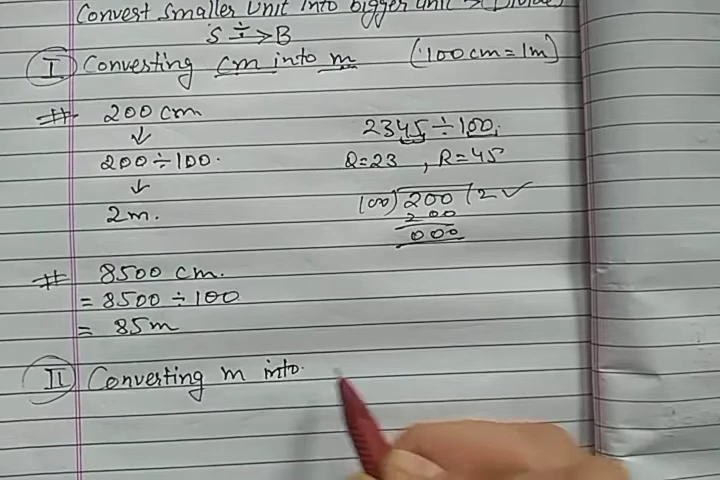 Convert Smaller Unit into bigger unit → (Divide)
S ÷→ B
I Converting cm into m (100 cm = 1m)
# 200 cm
↓
200 ÷ 100.
↓
2m.
2345 ÷ 100.
Q=23 , R=45
100) 200 (2 ✓
200
000
# 8500 cm.
= 8500 ÷ 100
= 85m
II Converting m into